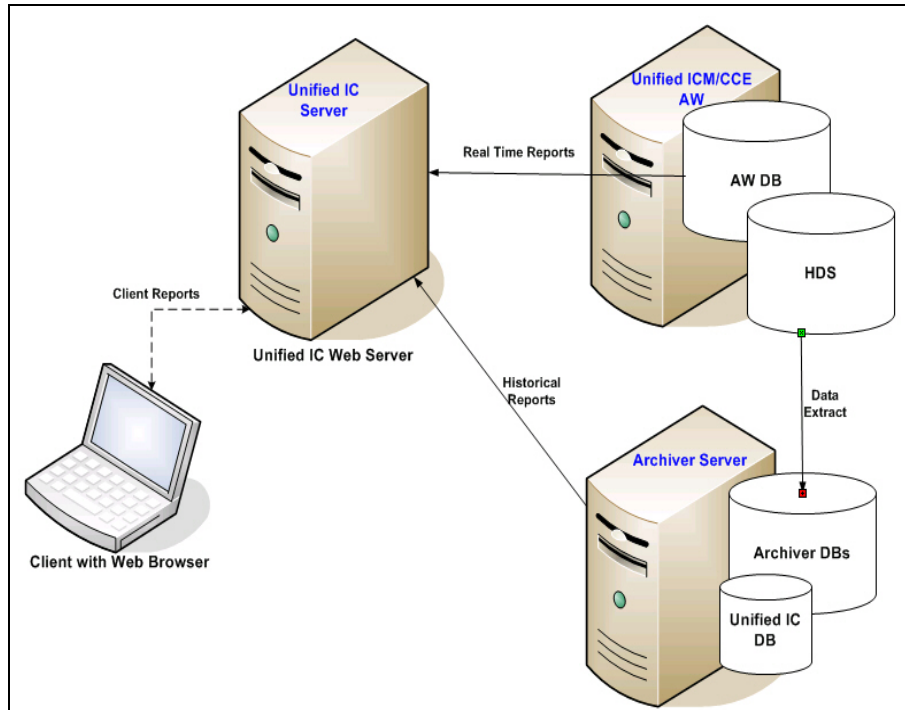 Unified IC
Server
Unified ICM/CCE
AW
Real Time Reports
AW DB
HDS
Client Reports
Unified IC Web Server
Historical
Reports
Data
Extract
Archiver Server
Archiver DBs
Unified IC
DB
Client with Web Browser